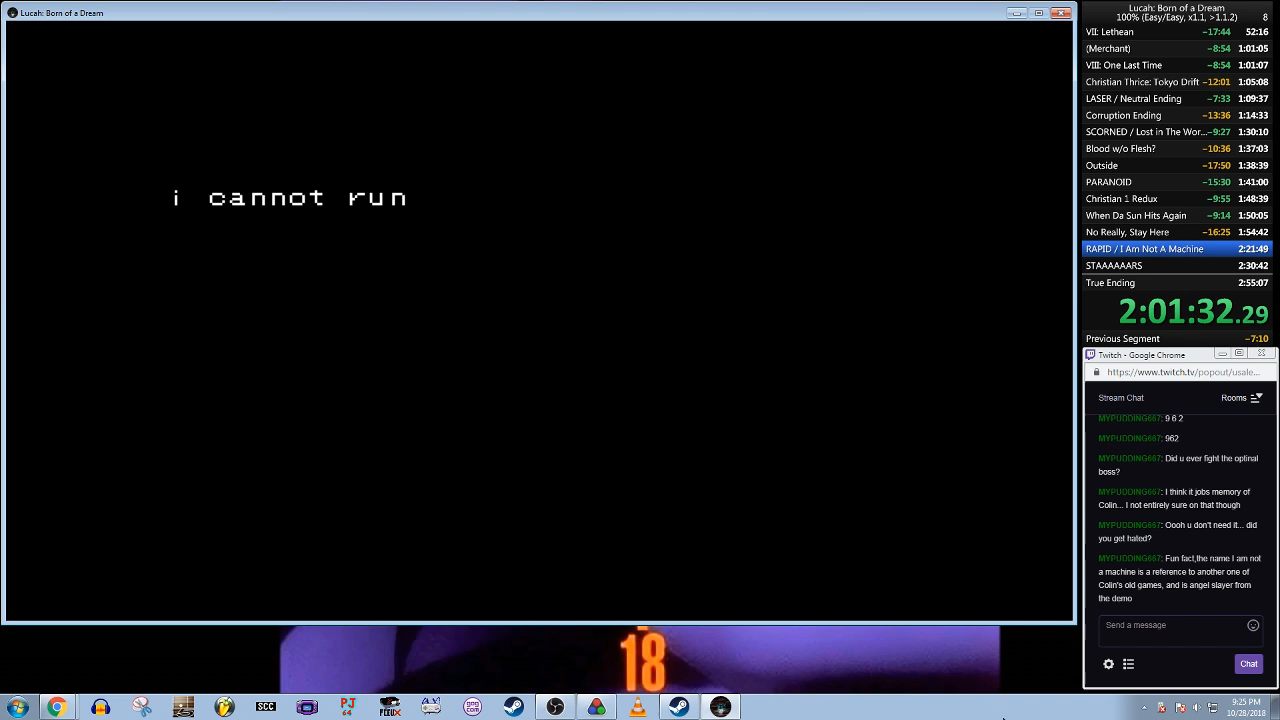 Lucah: Born of a Dream
i cannot run
Lucah: Born of a Dream
100% (Easy/Easy, x1.1, >1.1.2) 8
VII: Lethean −17:44 52:16
(Merchant) −8:54 1:01:05
VIII: One Last Time −8:54 1:01:07
Christian Thrice: Tokyo Drift −12:01 1:05:08
LASER / Neutral Ending −7:33 1:09:37
Corruption Ending −13:36 1:14:33
SCORNED / Lost in The Wor... −9:27 1:30:10
Blood w/o Flesh? −10:36 1:37:03
Outside −17:50 1:38:39
PARANOID −15:30 1:41:00
Christian 1 Redux −9:55 1:48:39
When Da Sun Hits Again −9:14 1:50:05
No Really, Stay Here −16:25 1:54:42
RAPID / I Am Not A Machine 2:21:49
STAAAAAARS 2:30:42
True Ending 2:55:07
2:01:32.29
Previous Segment −7:10
Twitch - Google Chrome
https://www.twitch.tv/popout/usale...
Stream Chat Rooms
MYPUDDING667: 9 6 2
MYPUDDING667: 962
MYPUDDING667: Did u ever fight the optinal
boss?
MYPUDDING667: I think it jobs memory of
Colin... I not entirely sure on that though
MYPUDDING667: Oooh u don't need it... did
you get hated?
MYPUDDING667: Fun fact,the name I am not
a machine is a reference to another one of
Colin's old games, and is angel slayer from
the demo
Send a message
Chat
18
SCC
PJ
64
9:25 PM
10/28/2018